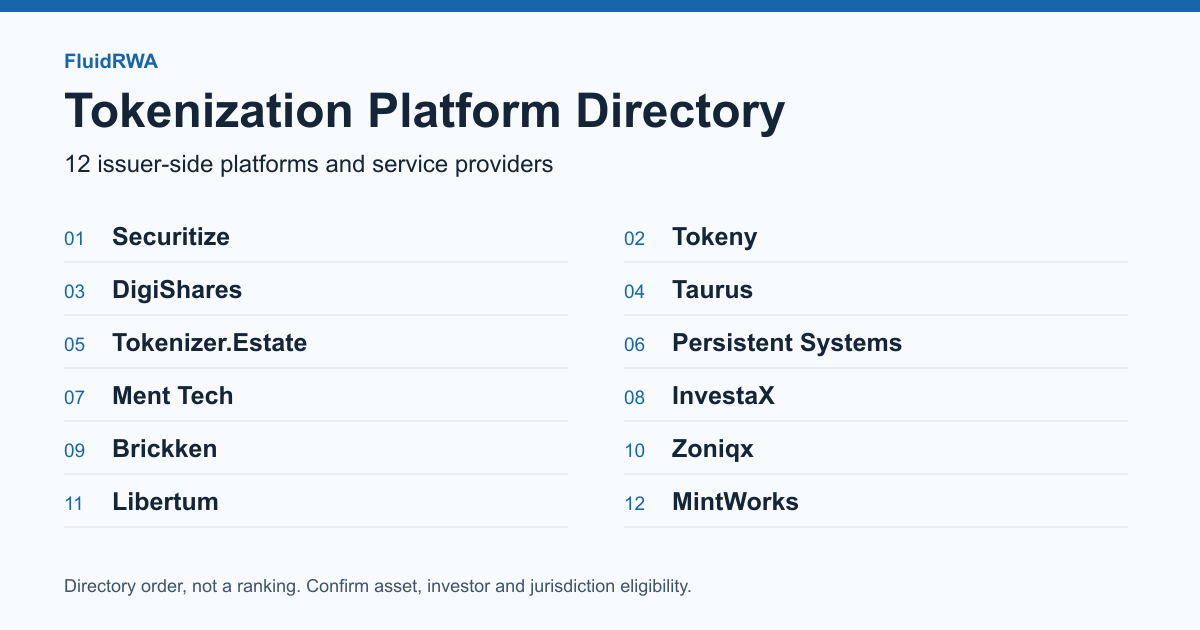 FluidRWA
Tokenization Platform Directory
12 issuer-side platforms and service providers
01 Securitize
02 Tokeny
03 DigiShares
04 Taurus
05 Tokenizer.Estate
06 Persistent Systems
07 Ment Tech
08 InvestaX
09 Brickken
10 Zoniqx
11 Libertum
12 MintWorks
Directory order, not a ranking. Confirm asset, investor and jurisdiction eligibility.